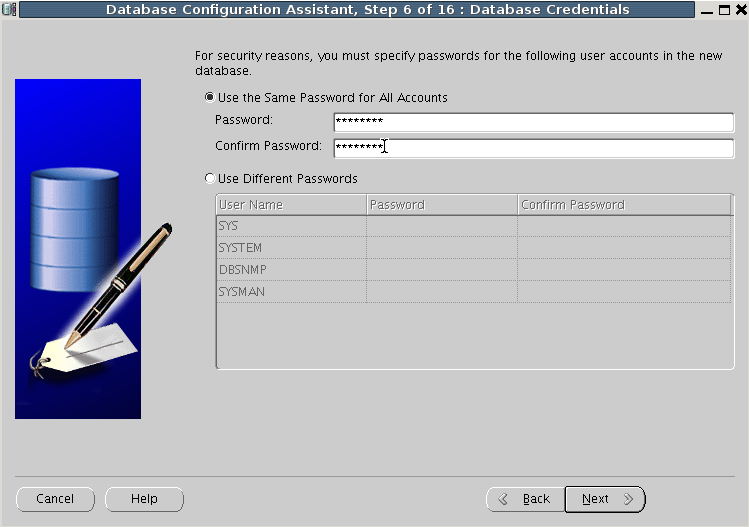 Database Configuration Assistant, Step 6 of 16 : Database Credentials
For security reasons, you must specify passwords for the following user accounts in the new
database.
Use the Same Password for All Accounts
Password: ********
Confirm Password: ********
Use Different Passwords
User Name Password Confirm Password
SYS
SYSTEM
DBSNMP
SYSMAN
Cancel Help Back Next